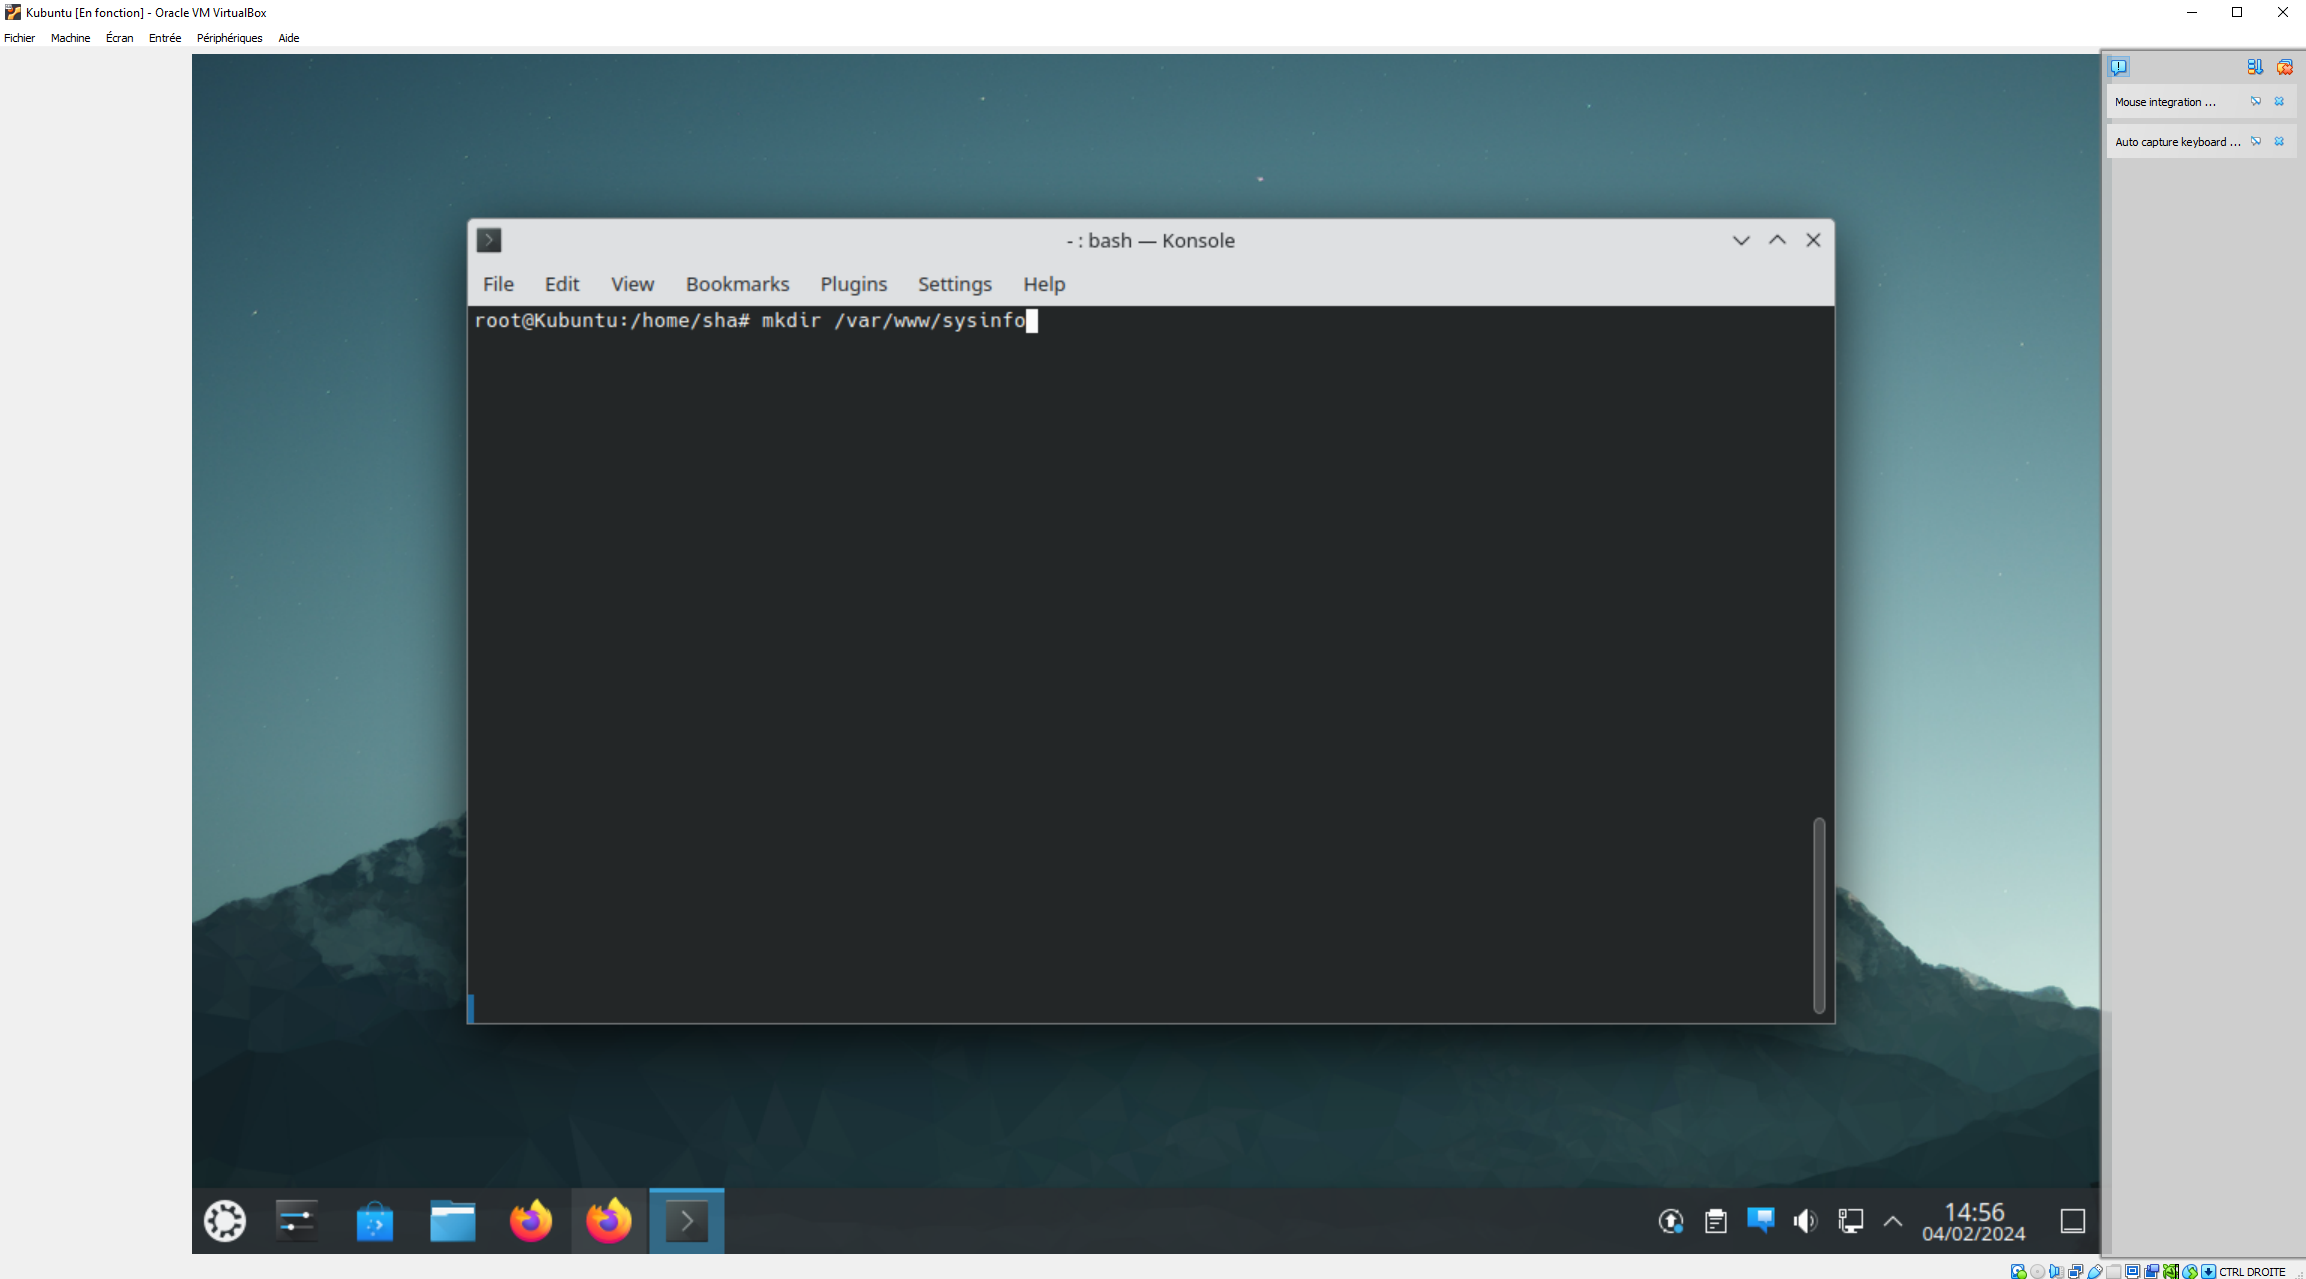 Kubuntu [En fonction] - Oracle VM VirtualBox
Fichier Machine Écran Entrée Périphériques Aide
Mouse integration ...
Auto capture keyboard ...
- : bash — Konsole
File Edit View Bookmarks Plugins Settings Help
root@Kubuntu:/home/sha# mkdir /var/www/sysinfo
14:56
04/02/2024
CTRL DROITE